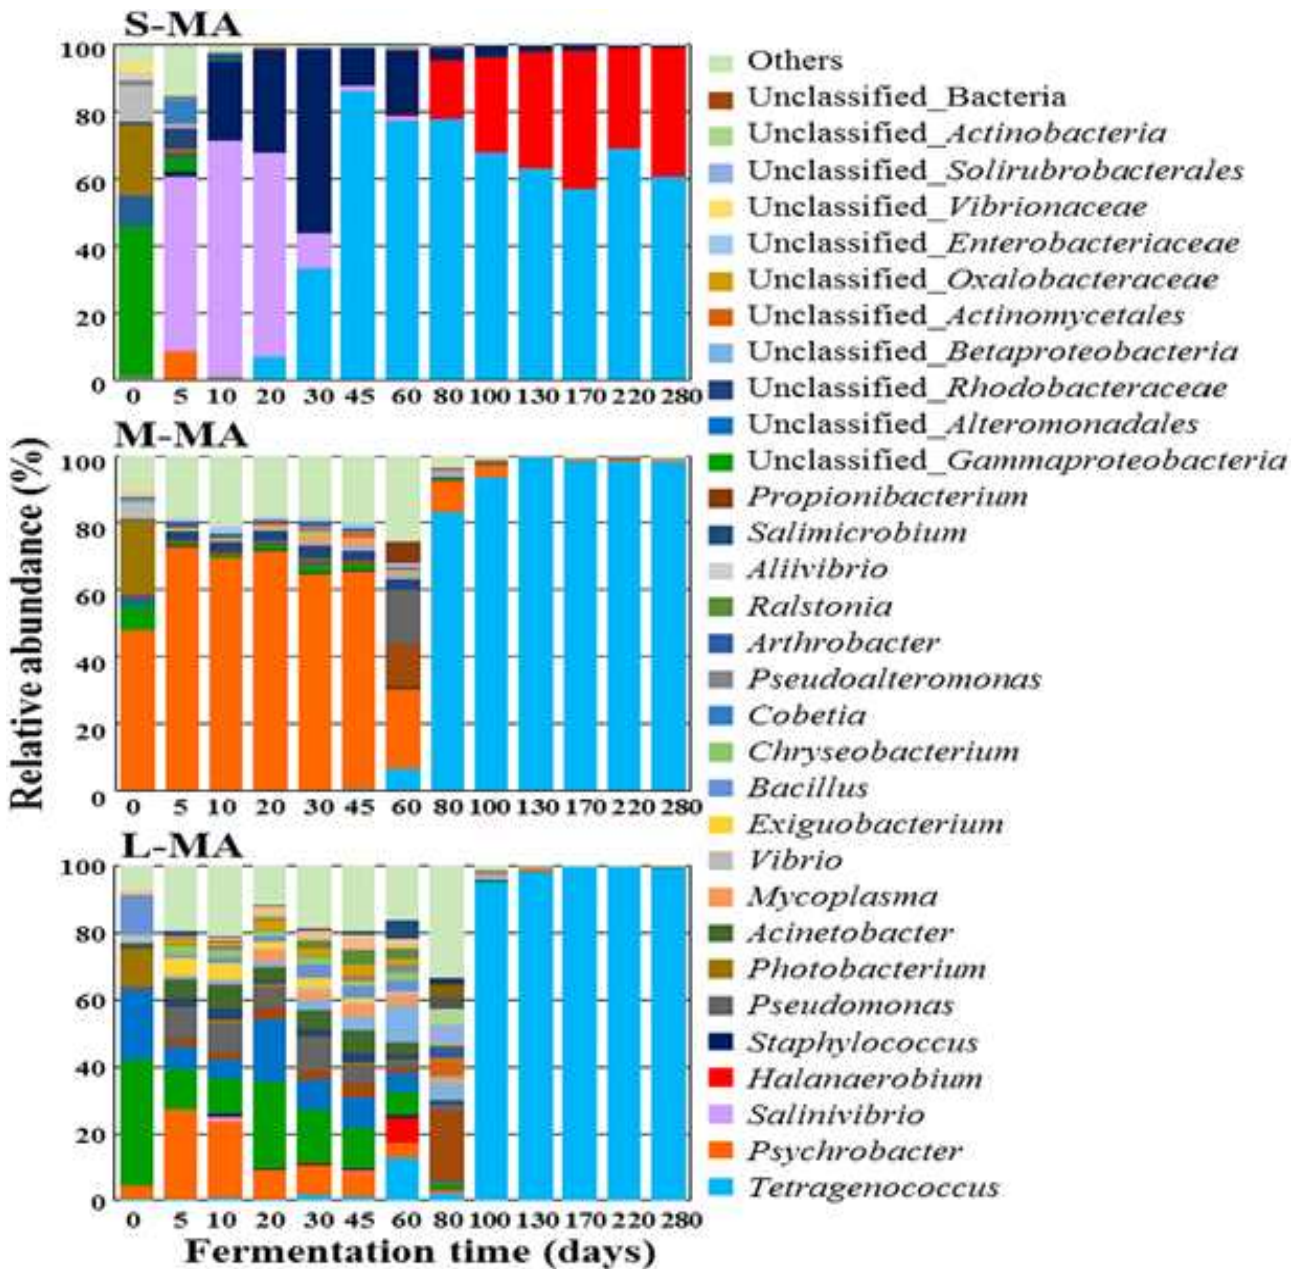 S-MA
100
80
60
40
20
0
0 5 10 20 30 45 60 80 100 130 170 220 280
M-MA
100
80
60
40
20
0
0 5 10 20 30 45 60 80 100 130 170 220 280
L-MA
100
80
60
40
20
0
0 5 10 20 30 45 60 80 100 130 170 220 280
Fermentation time (days)
Relative abundance (%)
Others
Unclassified_Bacteria
Unclassified_Actinobacteria
Unclassified_Solirubrobacterales
Unclassified_Vibrionaceae
Unclassified_Enterobacteriaceae
Unclassified_Oxalobacteraceae
Unclassified_Actinomycetales
Unclassified_Betaproteobacteria
Unclassified_Rhodobacteraceae
Unclassified_Alteromonadales
Unclassified_Gammaproteobacteria
Propionibacterium
Salimicrobium
Aliivibrio
Ralstonia
Arthrobacter
Pseudoalteromonas
Cobetia
Chryseobacterium
Bacillus
Exiguobacterium
Vibrio
Mycoplasma
Acinetobacter
Photobacterium
Pseudomonas
Staphylococcus
Halanaerobium
Salinivibrio
Psychrobacter
Tetragenococcus